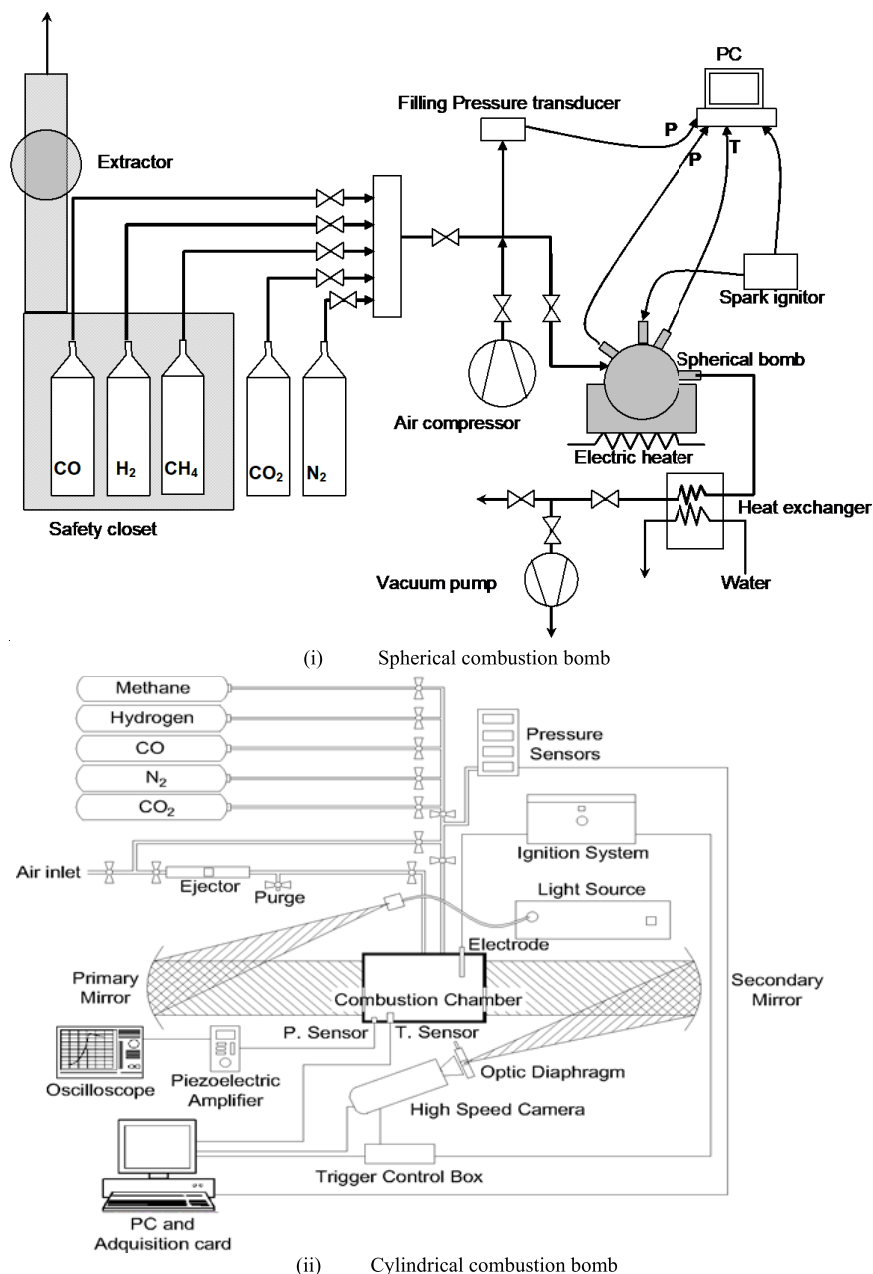 PC
Filling Pressure transducer
P
P
T
Extractor
Spark ignitor
Spherical bomb
Air compressor
Electric heater
CO
H2
CH4
CO2
N2
Safety closet
Heat exchanger
Vacuum pump
Water
(i) Spherical combustion bomb
Methane
Hydrogen
CO
N2
CO2
Pressure
Sensors
Ignition System
Air inlet
Ejector
Purge
Light Source
Electrode
Primary
Mirror
Combustion Chamber
Secondary
Mirror
P. Sensor
T. Sensor
Oscilloscope
Piezoelectric
Amplifier
Optic Diaphragm
High Speed Camera
Trigger Control Box
PC and
Adquisition card
(ii) Cylindrical combustion bomb